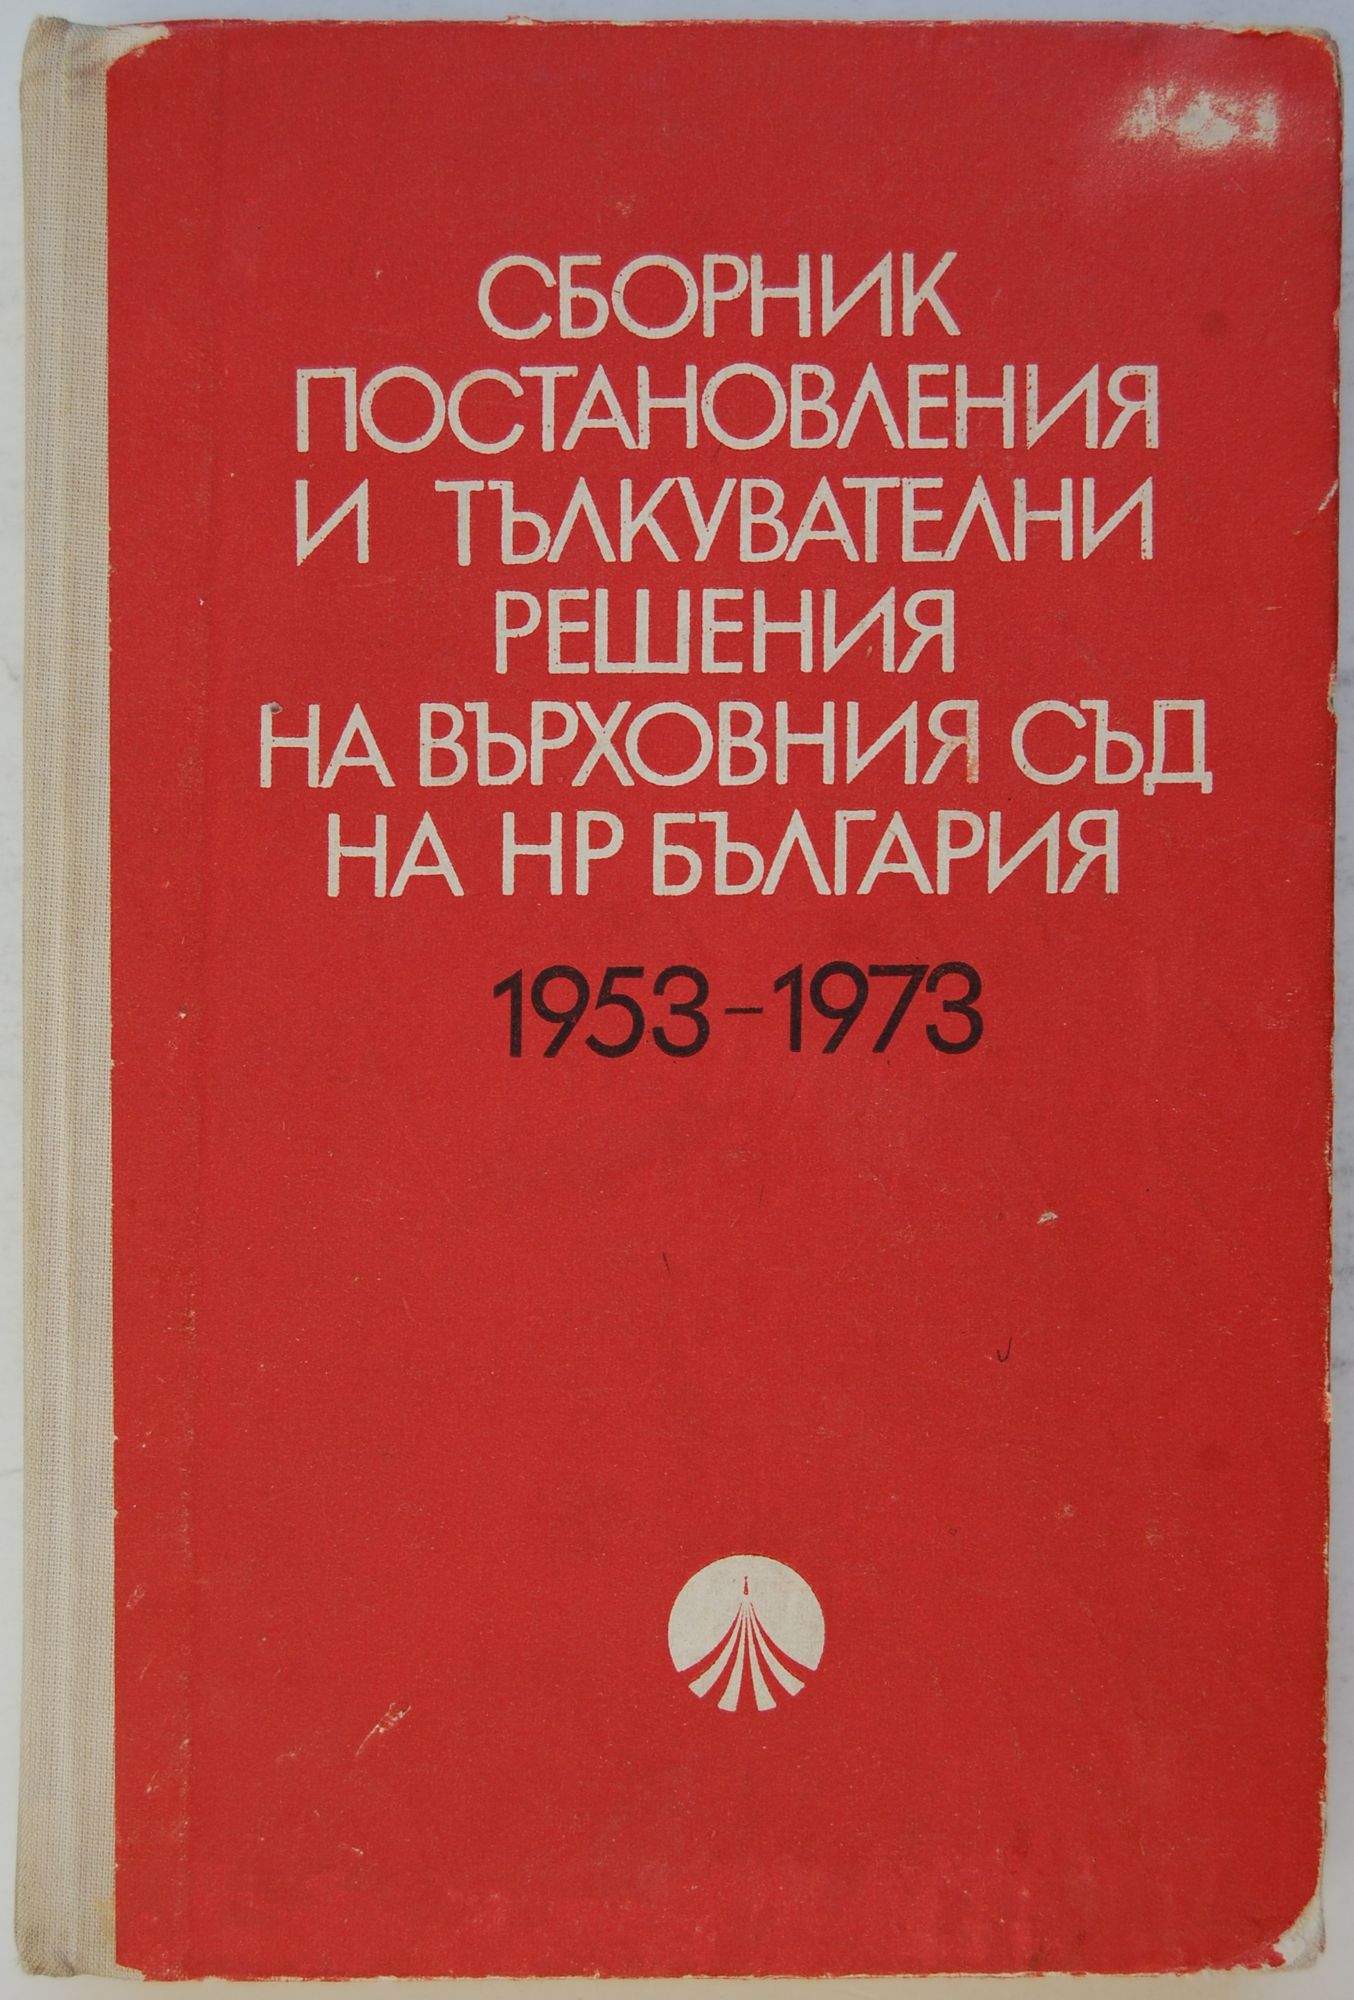 СБОРНИК
ПОСТАНОВЛЕНИЯ
И ТЪЛКУВАТЕЛНИ
РЕШЕНИЯ
НА ВЪРХОВНИЯ СЪД
НА НР БЪЛГАРИЯ
1953-1973